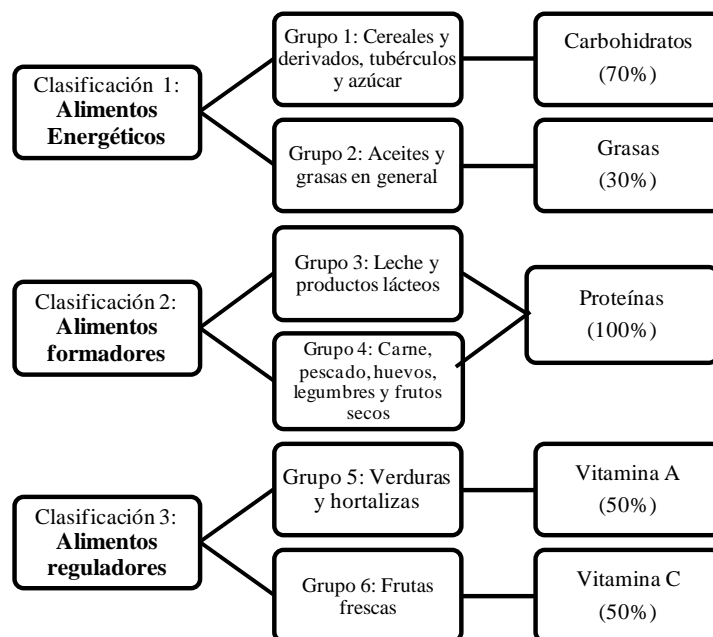 Clasificación 1:
Alimentos
Energéticos
Grupo 1: Cereales y
derivados, tubérculos
y azúcar
Carbohidratos
(70%)
Grupo 2: Aceites y
grasas en general
Grasas
(30%)
Clasificación 2:
Alimentos
formadores
Grupo 3: Leche y
productos lácteos
Grupo 4: Carne,
pescado, huevos,
legumbres y frutos
secos
Proteínas
(100%)
Clasificación 3:
Alimentos
reguladores
Grupo 5: Verduras
y hortalizas
Vitamina A
(50%)
Grupo 6: Frutas
frescas
Vitamina C
(50%)